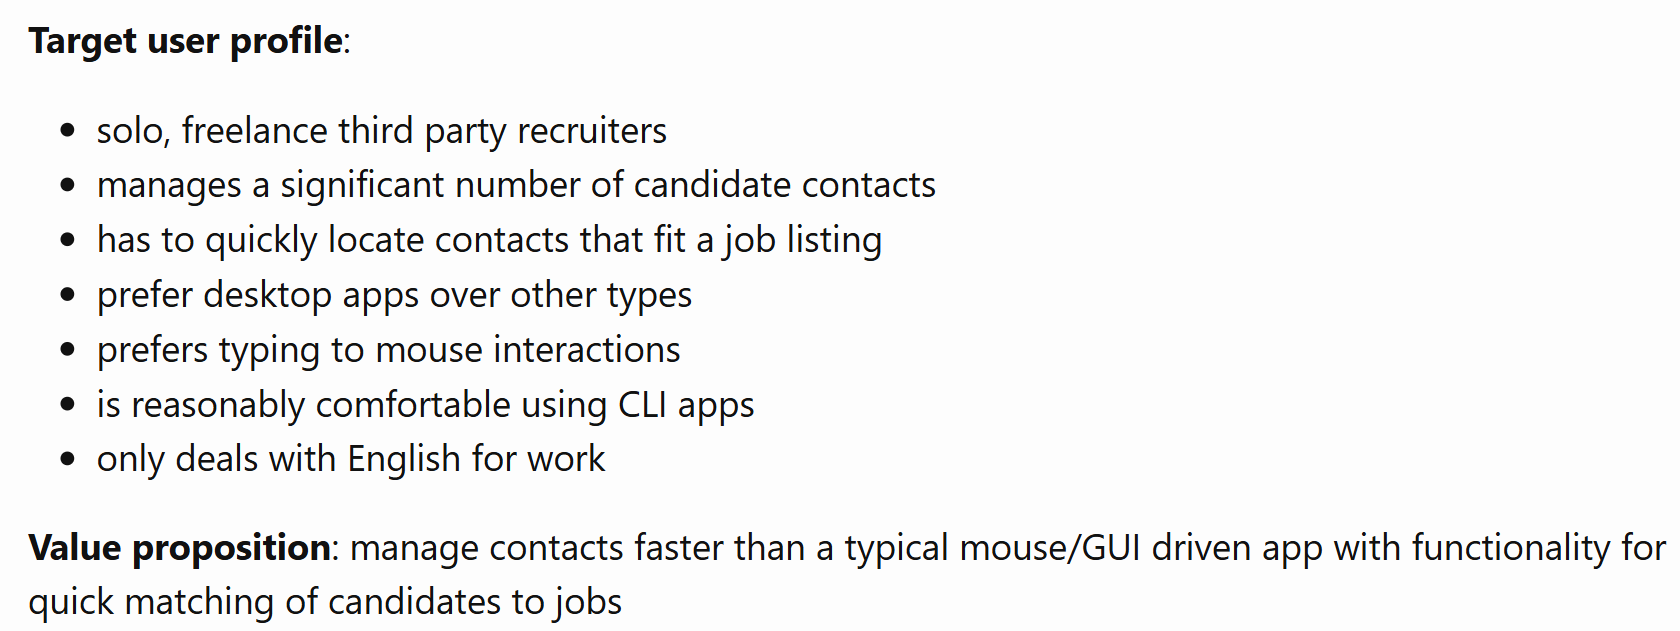 Target user profile:
• solo, freelance third party recruiters
• manages a significant number of candidate contacts
• has to quickly locate contacts that fit a job listing
• prefer desktop apps over other types
• prefers typing to mouse interactions
• is reasonably comfortable using CLI apps
• only deals with English for work
Value proposition: manage contacts faster than a typical mouse/GUI driven app with functionality for
quick matching of candidates to jobs